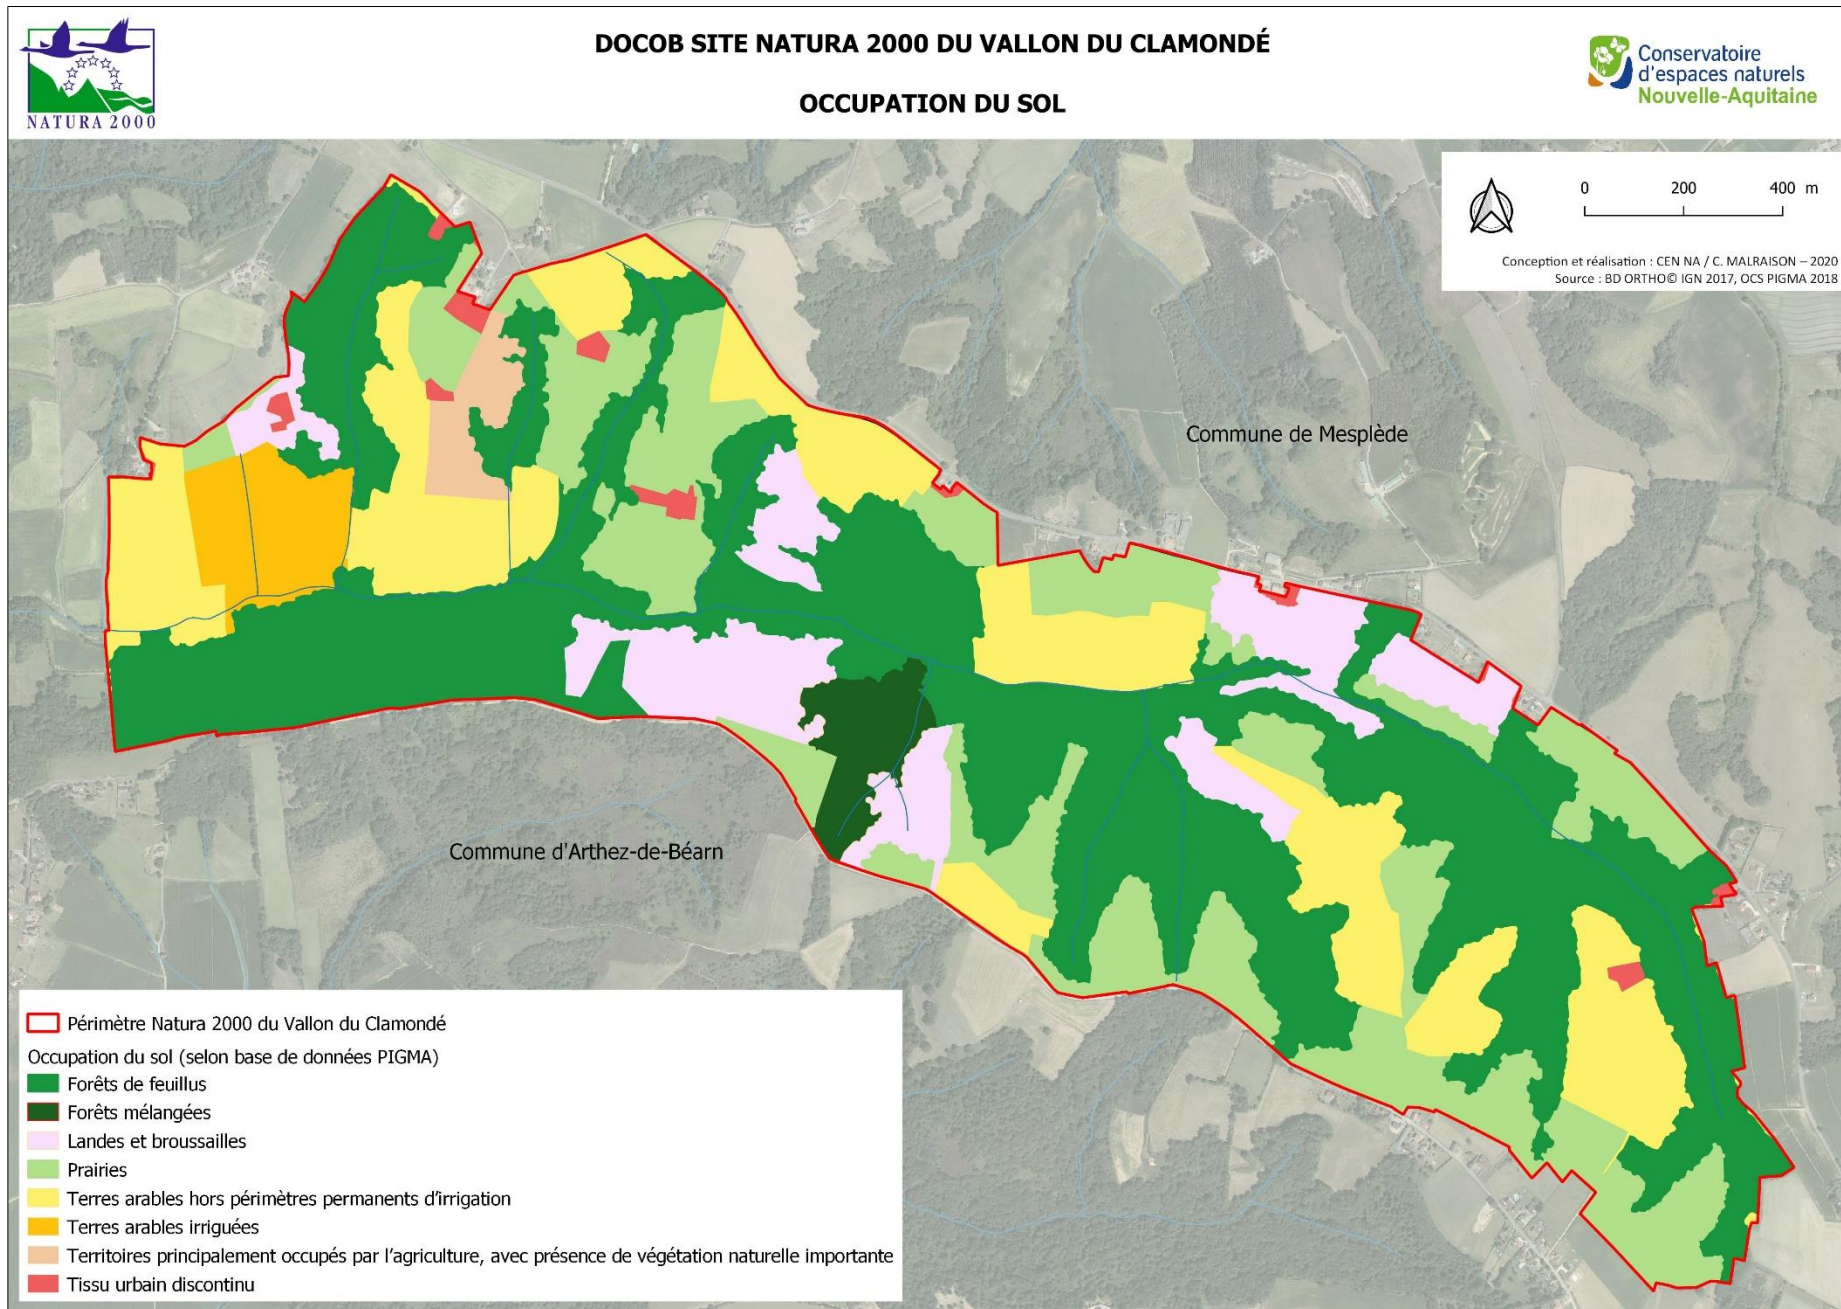 DOCOB SITE NATURA 2000 DU VALLON DU CLAMONDÉ
OCCUPATION DU SOL
NATURA 2000
Conservatoire
d'espaces naturels
Nouvelle-Aquitaine
0 200 400 m
Conception et réalisation : CEN NA / C. MALRAISON – 2020
Source : BD ORTHO© IGN 2017, OCS PIGMA 2018
Commune de Mesplède
Commune d'Arthez-de-Béarn
Périmètre Natura 2000 du Vallon du Clamondé
Occupation du sol (selon base de données PIGMA)
Forêts de feuillus
Forêts mélangées
Landes et broussailles
Prairies
Terres arables hors périmètres permanents d'irrigation
Terres arables irriguées
Territoires principalement occupés par l'agriculture, avec présence de végétation naturelle importante
Tissu urbain discontinu